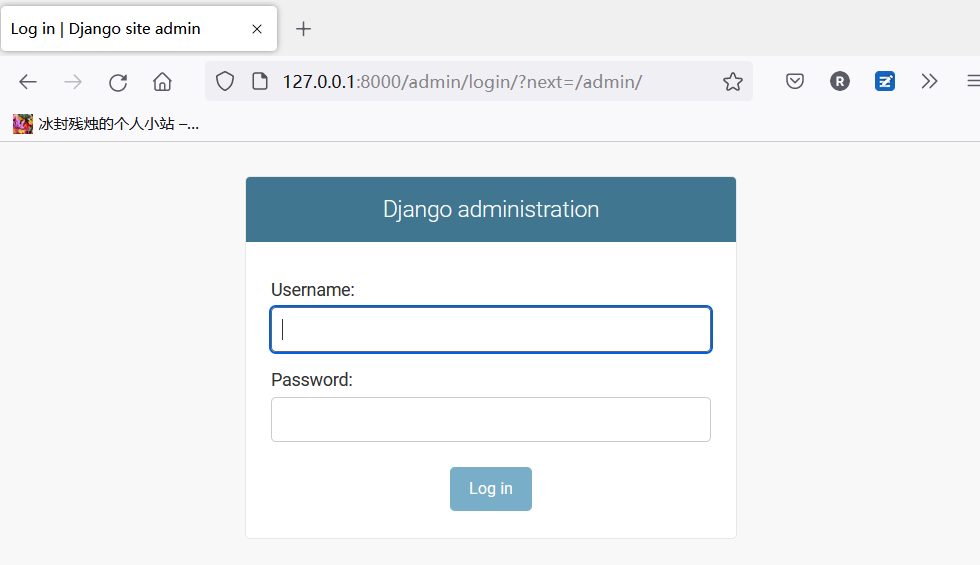 Log in | Django site admin
127.0.0.1:8000/admin/login/?next=/admin/
R
冰封残烛的个人小站 –...
Django administration
Username:
Password:
Log in